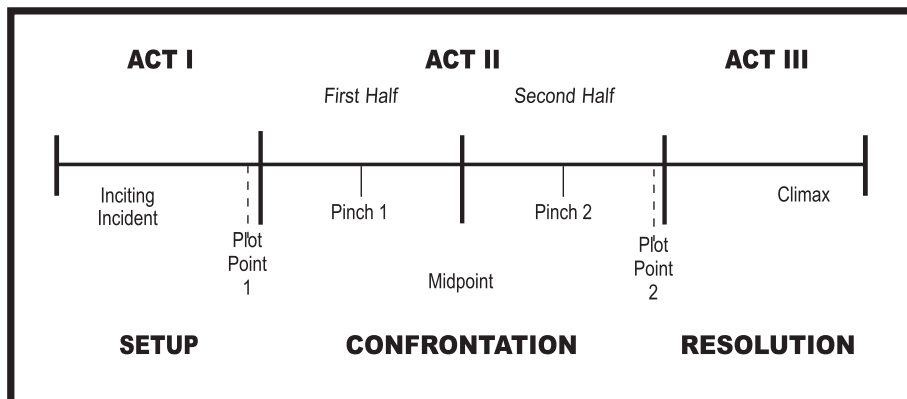 ACT I
ACT II
ACT III
First Half
Second Half
Inciting
Incident
Pinch 1
Pinch 2
Climax
Plot
Point
1
Plot
Point
2
Midpoint
SETUP
CONFRONTATION
RESOLUTION